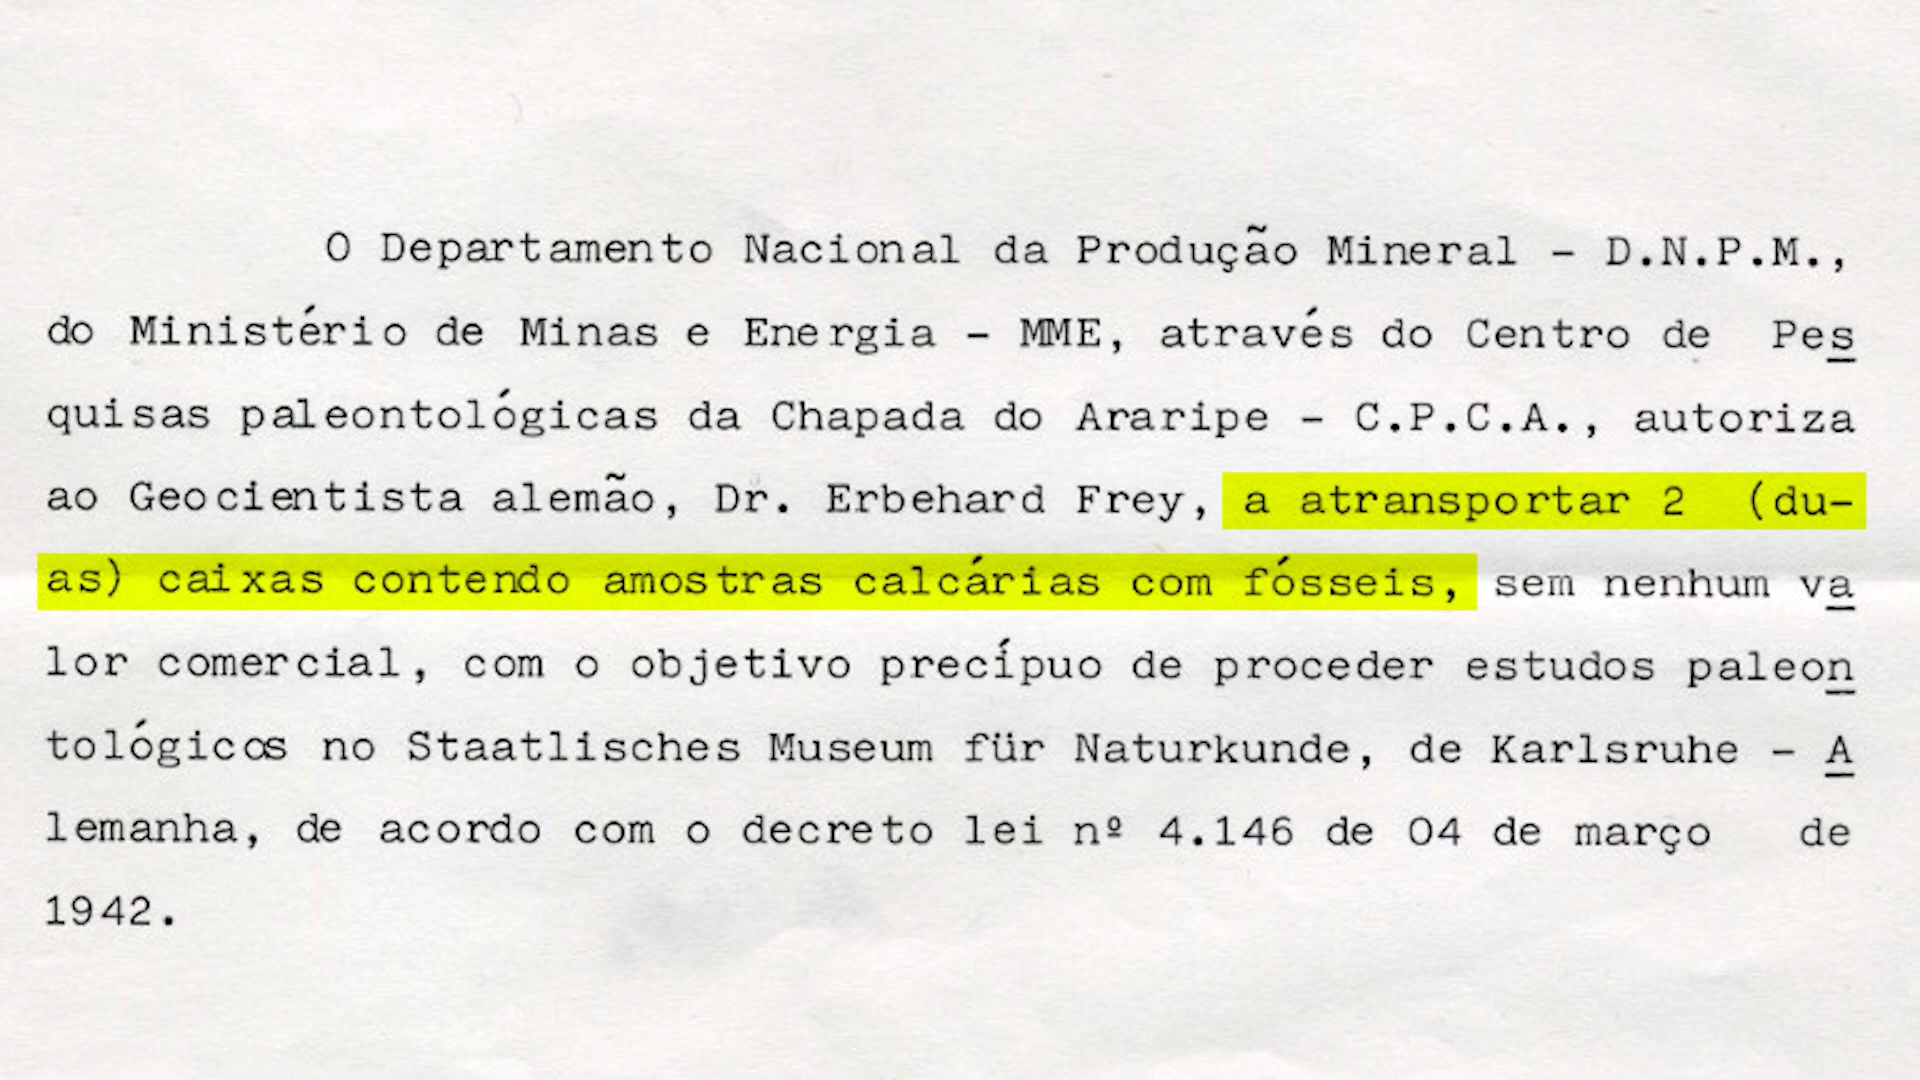 O Departamento Nacional da Produção Mineral - D.N.P.M.,
do Ministério de Minas e Energia - MME, através do Centro de Pes
quisas paleontológicas da Chapada do Araripe - C.P.C.A., autoriza
ao Geocientista alemão, Dr. Erbehard Frey, a atransportar 2 (du-
as) caixas contendo amostras calcárias com fósseis, sem nenhum va
lor comercial, com o objetivo precípuo de proceder estudos paleon
tológicos no Staatlisches Museum für Naturkunde, de Karlsruhe - A
lemanha, de acordo com o decreto lei nº 4.146 de 04 de março de
1942.